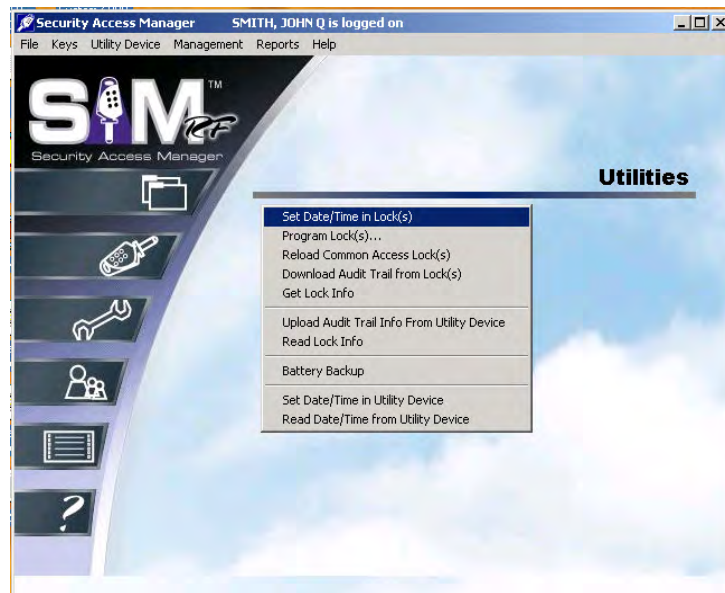 Security Access Manager SMITH, JOHN Q is logged on
File Keys Utility Device Management Reports Help
SAM TM
RF
Security Access Manager
Utilities
Set Date/Time in Lock(s)
Program Lock(s)...
Reload Common Access Lock(s)
Download Audit Trail from Lock(s)
Get Lock Info
Upload Audit Trail Info From Utility Device
Read Lock Info
Battery Backup
Set Date/Time in Utility Device
Read Date/Time from Utility Device
?